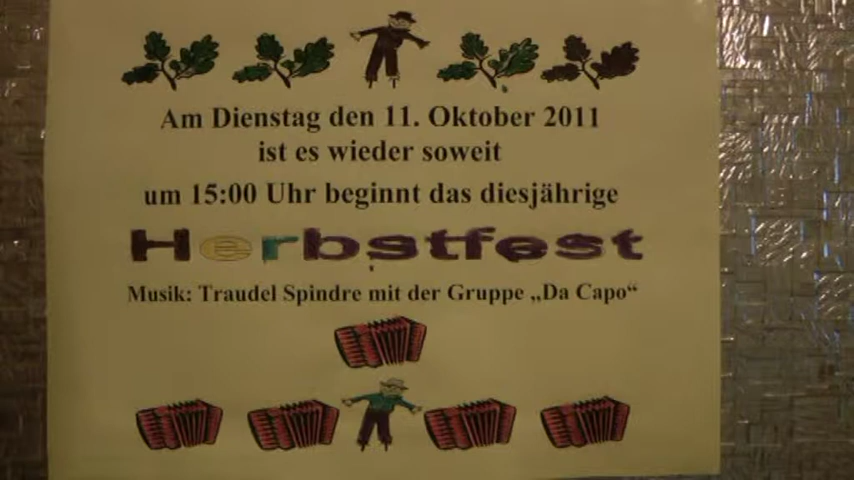 Am Dienstag den 11. Oktober 2011
ist es wieder soweit
um 15:00 Uhr beginnt das diesjährige
Herbstfest
Musik: Traudel Spindre mit der Gruppe „Da Capo“